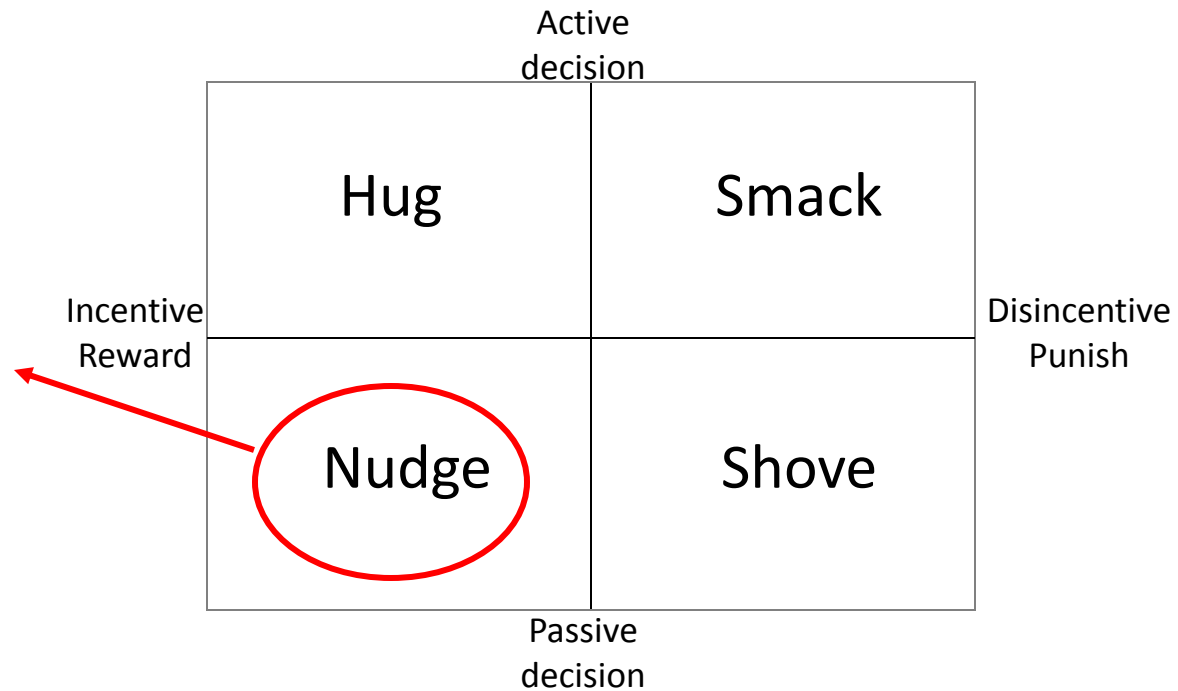 Active
decision
Hug
Smack
Incentive
Reward
Disincentive
Punish
Nudge
Shove
Passive
decision